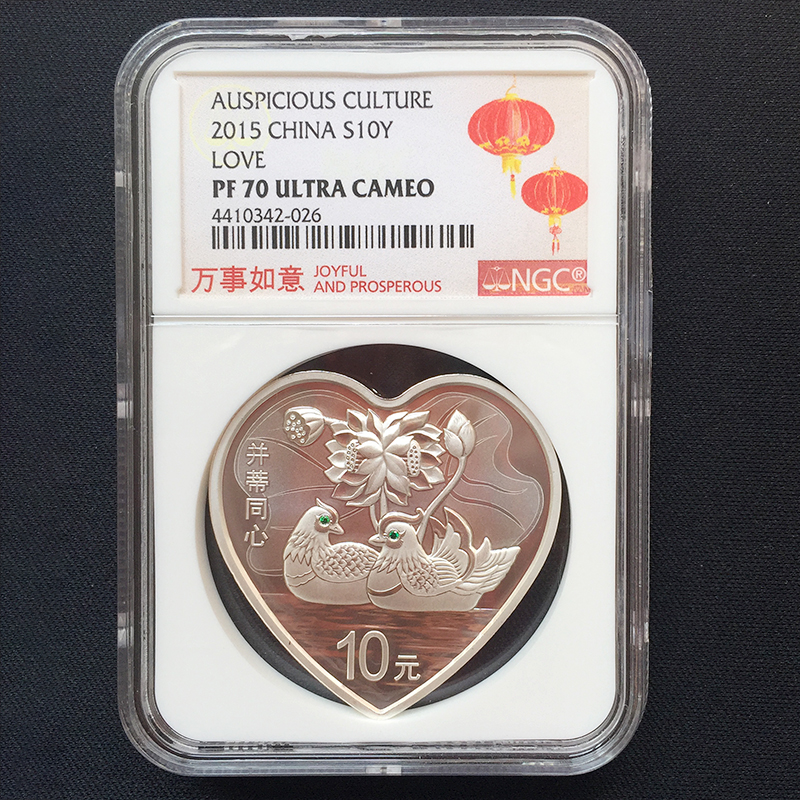 AUSPICIOUS CULTURE
2015 CHINA S10Y
LOVE
PF 70 ULTRA CAMEO
4410342-026
万事如意 JOYFUL
AND PROSPEROUS
NGC®
并蒂同心
10元